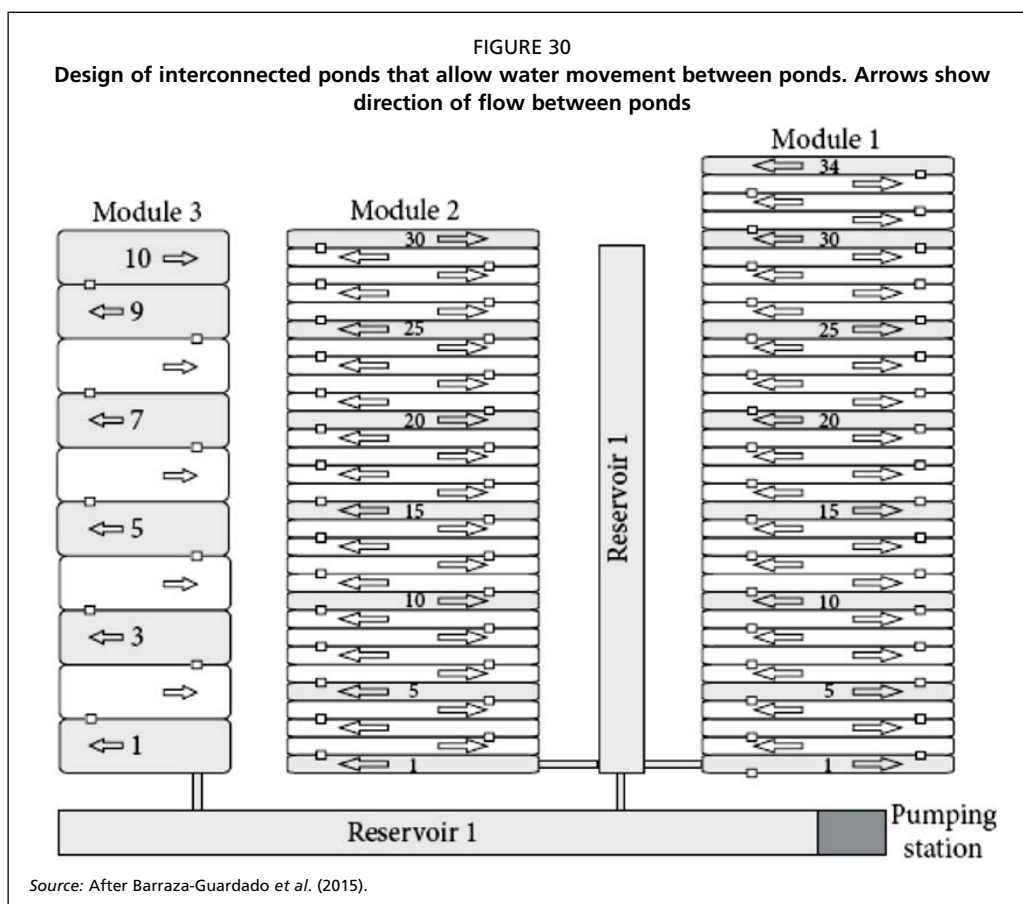 FIGURE 30
Design of interconnected ponds that allow water movement between ponds. Arrows show
direction of flow between ponds
Module 3
10
9
7
5
3
1
Module 2
30
25
20
15
10
5
1
Reservoir 1
Module 1
34
30
25
20
15
10
5
1
Reservoir 1
Pumping
station
Source: After Barraza-Guardado et al. (2015).